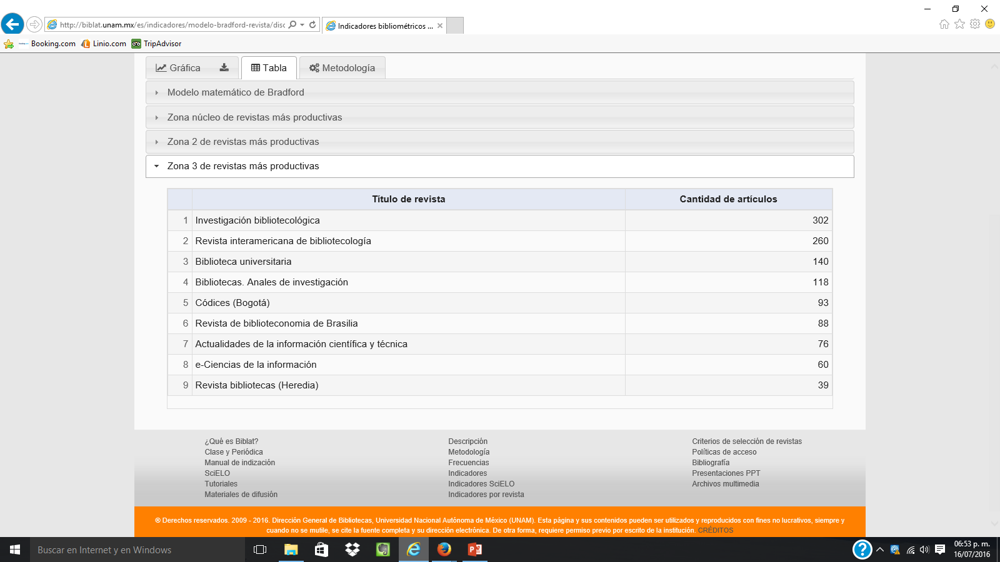 http://biblat.unam.mx/es/indicadores/modelo-bradford-revista/disc
Indicadores bibliométricos ...
Booking.com Linio.com TripAdvisor
Gráfica Tabla Metodología
Modelo matemático de Bradford
Zona núcleo de revistas más productivas
Zona 2 de revistas más productivas
Zona 3 de revistas más productivas
Título de revista Cantidad de artículos
1 Investigación bibliotecológica 302
2 Revista interamericana de bibliotecología 260
3 Biblioteca universitaria 140
4 Bibliotecas. Anales de investigación 118
5 Códices (Bogotá) 93
6 Revista de biblioteconomia de Brasilia 88
7 Actualidades de la información científica y técnica 76
8 e-Ciencias de la información 60
9 Revista bibliotecas (Heredia) 39
¿Qué es Biblat? Descripción Criterios de selección de revistas
Clase y Periódica Metodología Políticas de acceso
Manual de indización Frecuencias Bibliografía
SciELO Indicadores Presentaciones PPT
Tutoriales Indicadores SciELO Archivos multimedia
Materiales de difusión Indicadores por revista
® Derechos reservados. 2009 - 2016. Dirección General de Bibliotecas, Universidad Nacional Autónoma de México (UNAM). Esta página y sus contenidos pueden ser utilizados y reproducidos con fines no lucrativos, siempre y
cuando no se mutile, se cite la fuente completa y su dirección electrónica. De otra forma, requiere permiso previo por escrito de la institución. CRÉDITOS
Buscar en Internet y en Windows
06:53 p. m.
16/07/2016